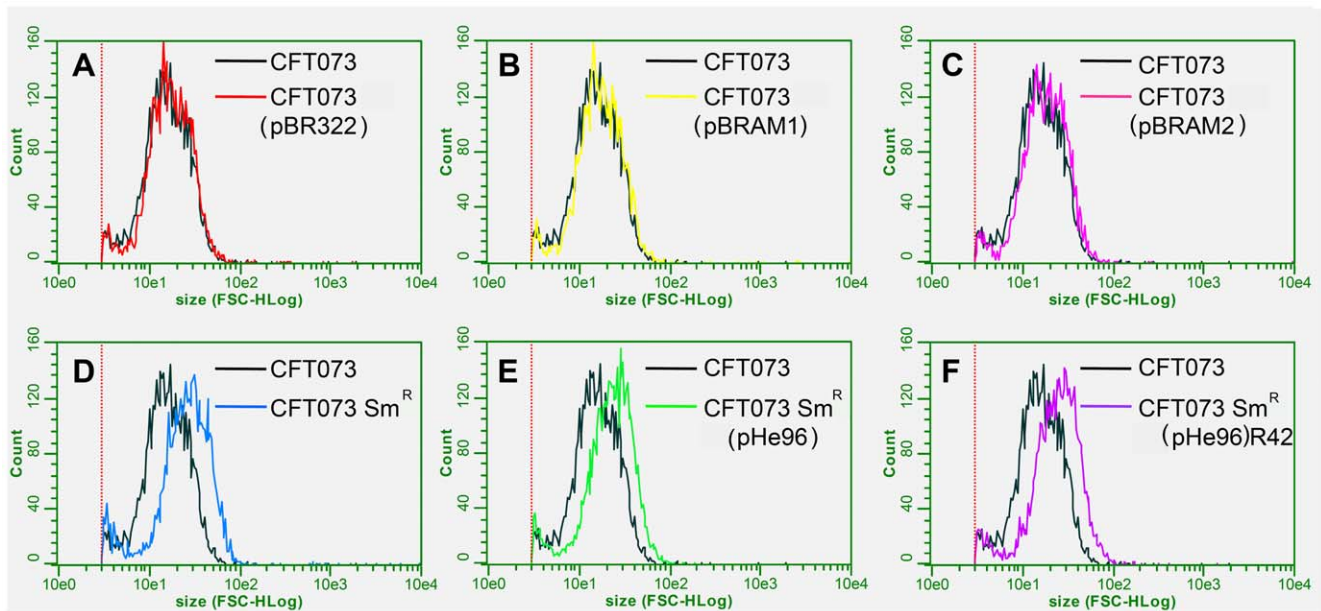 A
CFT073
CFT073
(pBR322)
Count
160
120
80
40
0
10e0 10e1 10e2 10e3 10e4
size (FSC-HLog)
B
CFT073
CFT073
(pBRAM1)
Count
160
120
80
40
0
10e0 10e1 10e2 10e3 10e4
size (FSC-HLog)
C
CFT073
CFT073
(pBRAM2)
Count
160
120
80
40
0
10e0 10e1 10e2 10e3 10e4
size (FSC-HLog)
D
CFT073
CFT073 Smᴿ
Count
160
120
80
40
0
10e0 10e1 10e2 10e3 10e4
size (FSC-HLog)
E
CFT073
CFT073 Smᴿ
(pHe96)
Count
160
120
80
40
0
10e0 10e1 10e2 10e3 10e4
size (FSC-HLog)
F
CFT073
CFT073 Smᴿ
(pHe96)R42
Count
160
120
80
40
0
10e0 10e1 10e2 10e3 10e4
size (FSC-HLog)